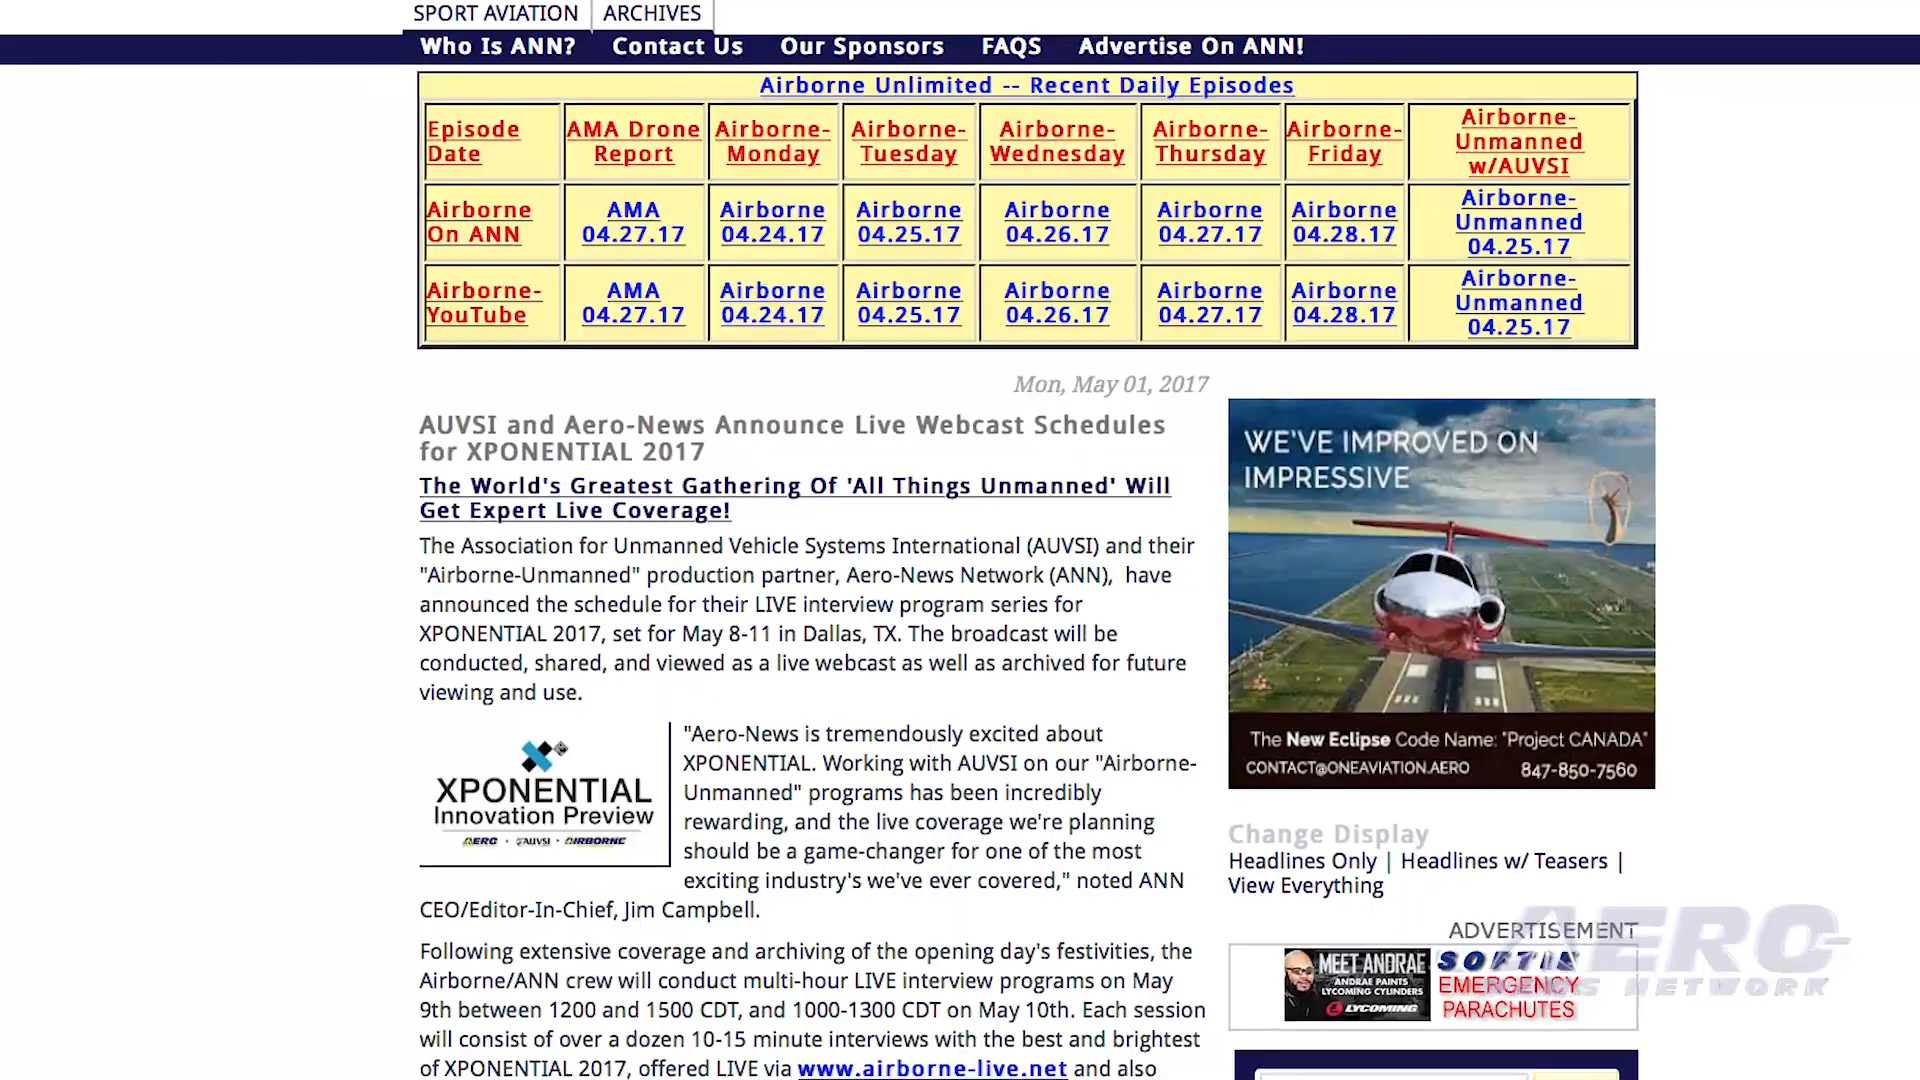 SPORT AVIATION ARCHIVES
Who Is ANN? Contact Us Our Sponsors FAQS Advertise On ANN!
Airborne Unlimited -- Recent Daily Episodes
Episode Date
AMA Drone Report
Airborne-Monday
Airborne-Tuesday
Airborne-Wednesday
Airborne-Thursday
Airborne-Friday
Airborne-Unmanned w/AUVSI
Airborne On ANN
AMA 04.27.17
Airborne 04.24.17
Airborne 04.25.17
Airborne 04.26.17
Airborne 04.27.17
Airborne 04.28.17
Airborne-Unmanned 04.25.17
Airborne-YouTube
AMA 04.27.17
Airborne 04.24.17
Airborne 04.25.17
Airborne 04.26.17
Airborne 04.27.17
Airborne 04.28.17
Airborne-Unmanned 04.25.17
Mon, May 01, 2017
AUVSI and Aero-News Announce Live Webcast Schedules
for XPONENTIAL 2017
The World's Greatest Gathering Of 'All Things Unmanned' Will
Get Expert Live Coverage!
The Association for Unmanned Vehicle Systems International (AUVSI) and their
"Airborne-Unmanned" production partner, Aero-News Network (ANN),  have
announced the schedule for their LIVE interview program series for
XPONENTIAL 2017, set for May 8-11 in Dallas, TX. The broadcast will be
conducted, shared, and viewed as a live webcast as well as archived for future
viewing and use.
XPONENTIAL
Innovation Preview
AERO · AUVSI · AIRBORNE
"Aero-News is tremendously excited about
XPONENTIAL. Working with AUVSI on our "Airborne-
Unmanned" programs has been incredibly
rewarding, and the live coverage we're planning
should be a game-changer for one of the most
exciting industry's we've ever covered," noted ANN
CEO/Editor-In-Chief, Jim Campbell.
Following extensive coverage and archiving of the opening day's festivities, the
Airborne/ANN crew will conduct multi-hour LIVE interview programs on May
9th between 1200 and 1500 CDT, and 1000-1300 CDT on May 10th. Each session
will consist of over a dozen 10-15 minute interviews with the best and brightest
of XPONENTIAL 2017, offered LIVE via www.airborne-live.net and also
WE'VE IMPROVED ON
IMPRESSIVE
The New Eclipse Code Name: "Project CANADA"
CONTACT@ONEAVIATION.AERO 847-850-7560
Change Display
Headlines Only | Headlines w/ Teasers |
View Everything
ADVERTISEMENT
MEET ANDRAE
ANDRAE PAINTS
LYCOMING CYLINDERS
LYCOMING
EMERGENCY
PARACHUTES
AERO
NETWORK